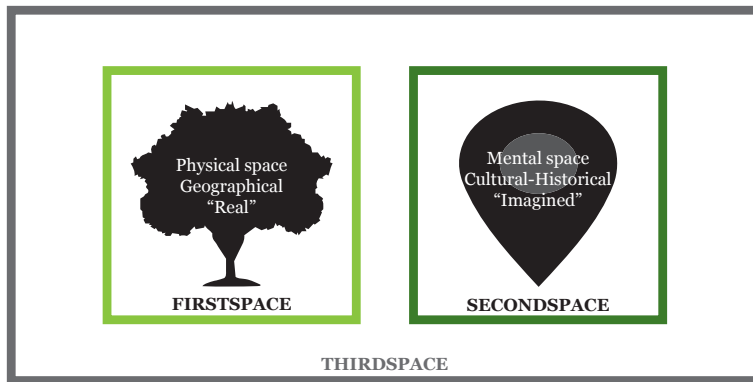 Physical space
Geographical
“Real”
FIRSTSPACE
Mental space
Cultural-Historical
“Imagined”
SECONDSPACE
THIRDSPACE